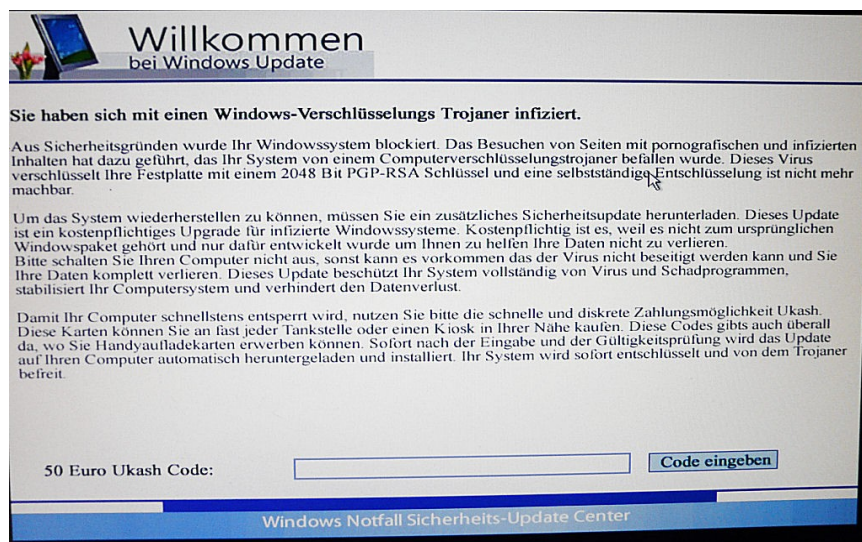 Willkommen
bei Windows Update
Sie haben sich mit einen Windows-Verschlüsselungs Trojaner infiziert.
Aus Sicherheitsgründen wurde Ihr Windowssystem blockiert. Das Besuchen von Seiten mit pornografischen und infizierten
Inhalten hat dazu geführt, das Ihr System von einem Computerverschlüsselungstrojaner befallen wurde. Dieses Virus
verschlüsselt Ihre Festplatte mit einem 2048 Bit PGP-RSA Schlüssel und eine selbstständige Entschlüsselung ist nicht mehr
machbar.
Um das System wiederherstellen zu können, müssen Sie ein zusätzliches Sicherheitsupdate herunterladen. Dieses Update
ist ein kostenpflichtiges Upgrade für infizierte Windowssysteme. Kostenpflichtig ist es, weil es nicht zum ursprünglichen
Windowspaket gehört und nur dafür entwickelt wurde um Ihnen zu helfen Ihre Daten nicht zu verlieren.
Bitte schalten Sie Ihren Computer nicht aus, sonst kann es vorkommen das der Virus nicht beseitigt werden kann und Sie
Ihre Daten komplett verlieren. Dieses Update beschützt Ihr System vollständig von Virus und Schadprogrammen,
stabilisiert Ihr Computersystem und verhindert den Datenverlust.
Damit Ihr Computer schnellstens entsperrt wird, nutzen Sie bitte die schnelle und diskrete Zahlungsmöglichkeit Ukash.
Diese Karten können Sie an fast jeder Tankstelle oder einen Kiosk in Ihrer Nähe kaufen. Diese Codes gibts auch überall
da, wo Sie Handyaufladekarten erwerben können. Sofort nach der Eingabe und der Gültigkeitsprüfung wird das Update
auf Ihren Computer automatisch heruntergeladen und installiert. Ihr System wird sofort entschlüsselt und von dem Trojaner
befreit.
50 Euro Ukash Code:
Code eingeben
Windows Notfall Sicherheits-Update Center